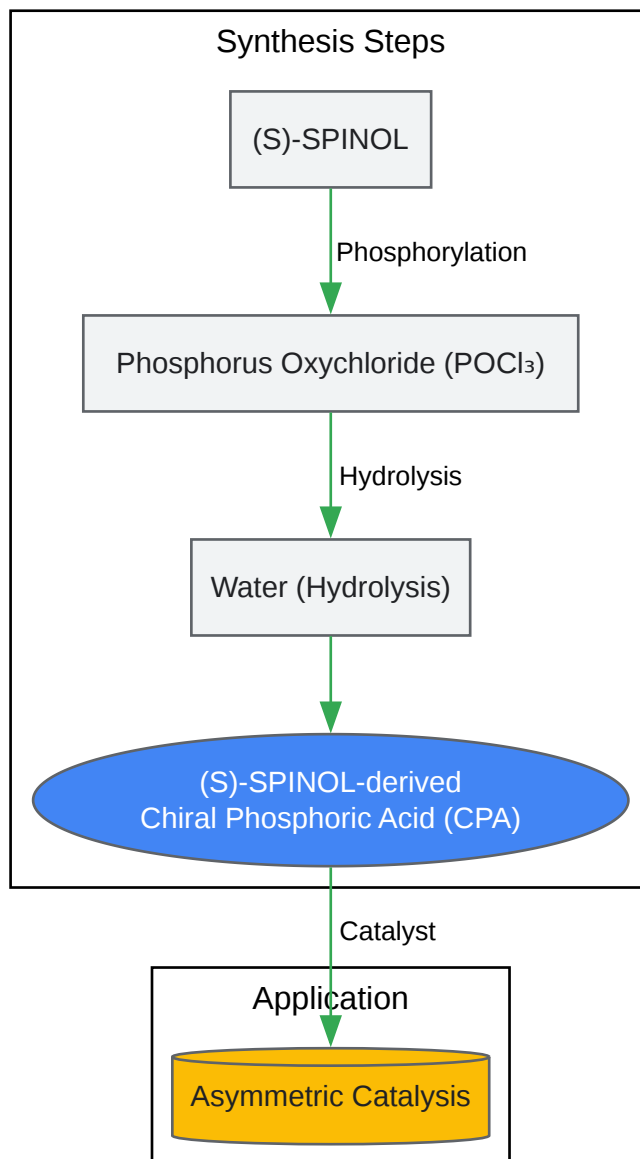 Synthesis Steps
(S)-SPINOL
Phosphorylation
Phosphorus Oxychloride (POCl₃)
Hydrolysis
Water (Hydrolysis)
(S)-SPINOL-derived
Chiral Phosphoric Acid (CPA)
Catalyst
Application
Asymmetric Catalysis